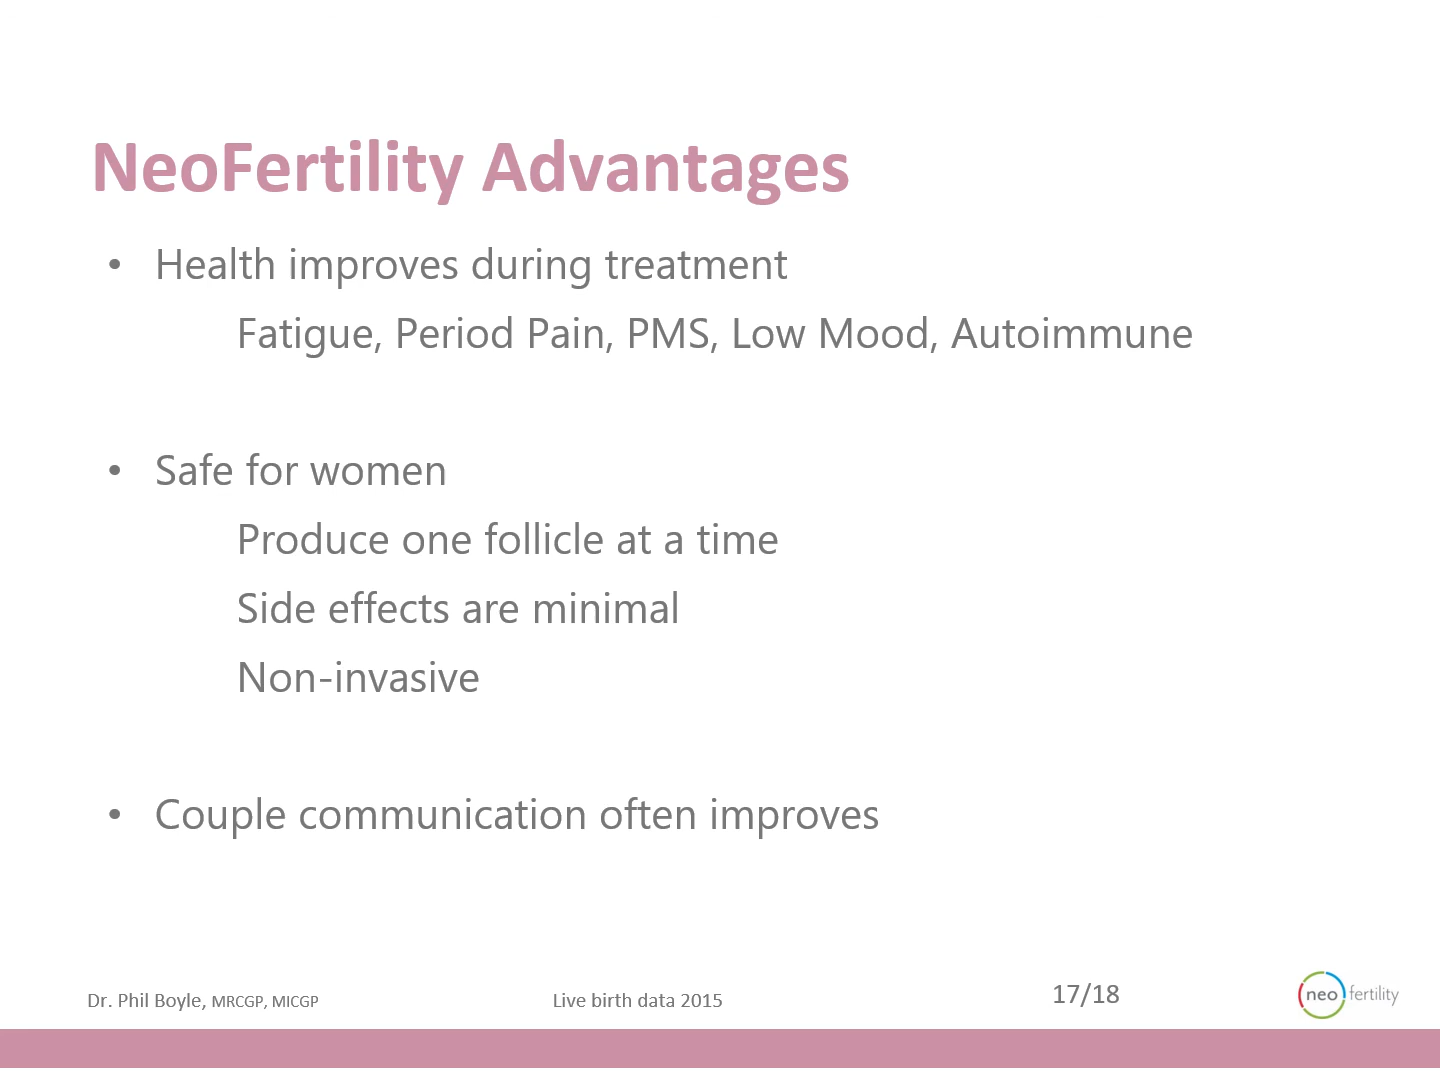 NeoFertility Advantages
• Health improves during treatment
Fatigue, Period Pain, PMS, Low Mood, Autoimmune
• Safe for women
Produce one follicle at a time
Side effects are minimal
Non-invasive
• Couple communication often improves
Dr. Phil Boyle, MRCGP, MICGP
Live birth data 2015
17/18
neo fertility